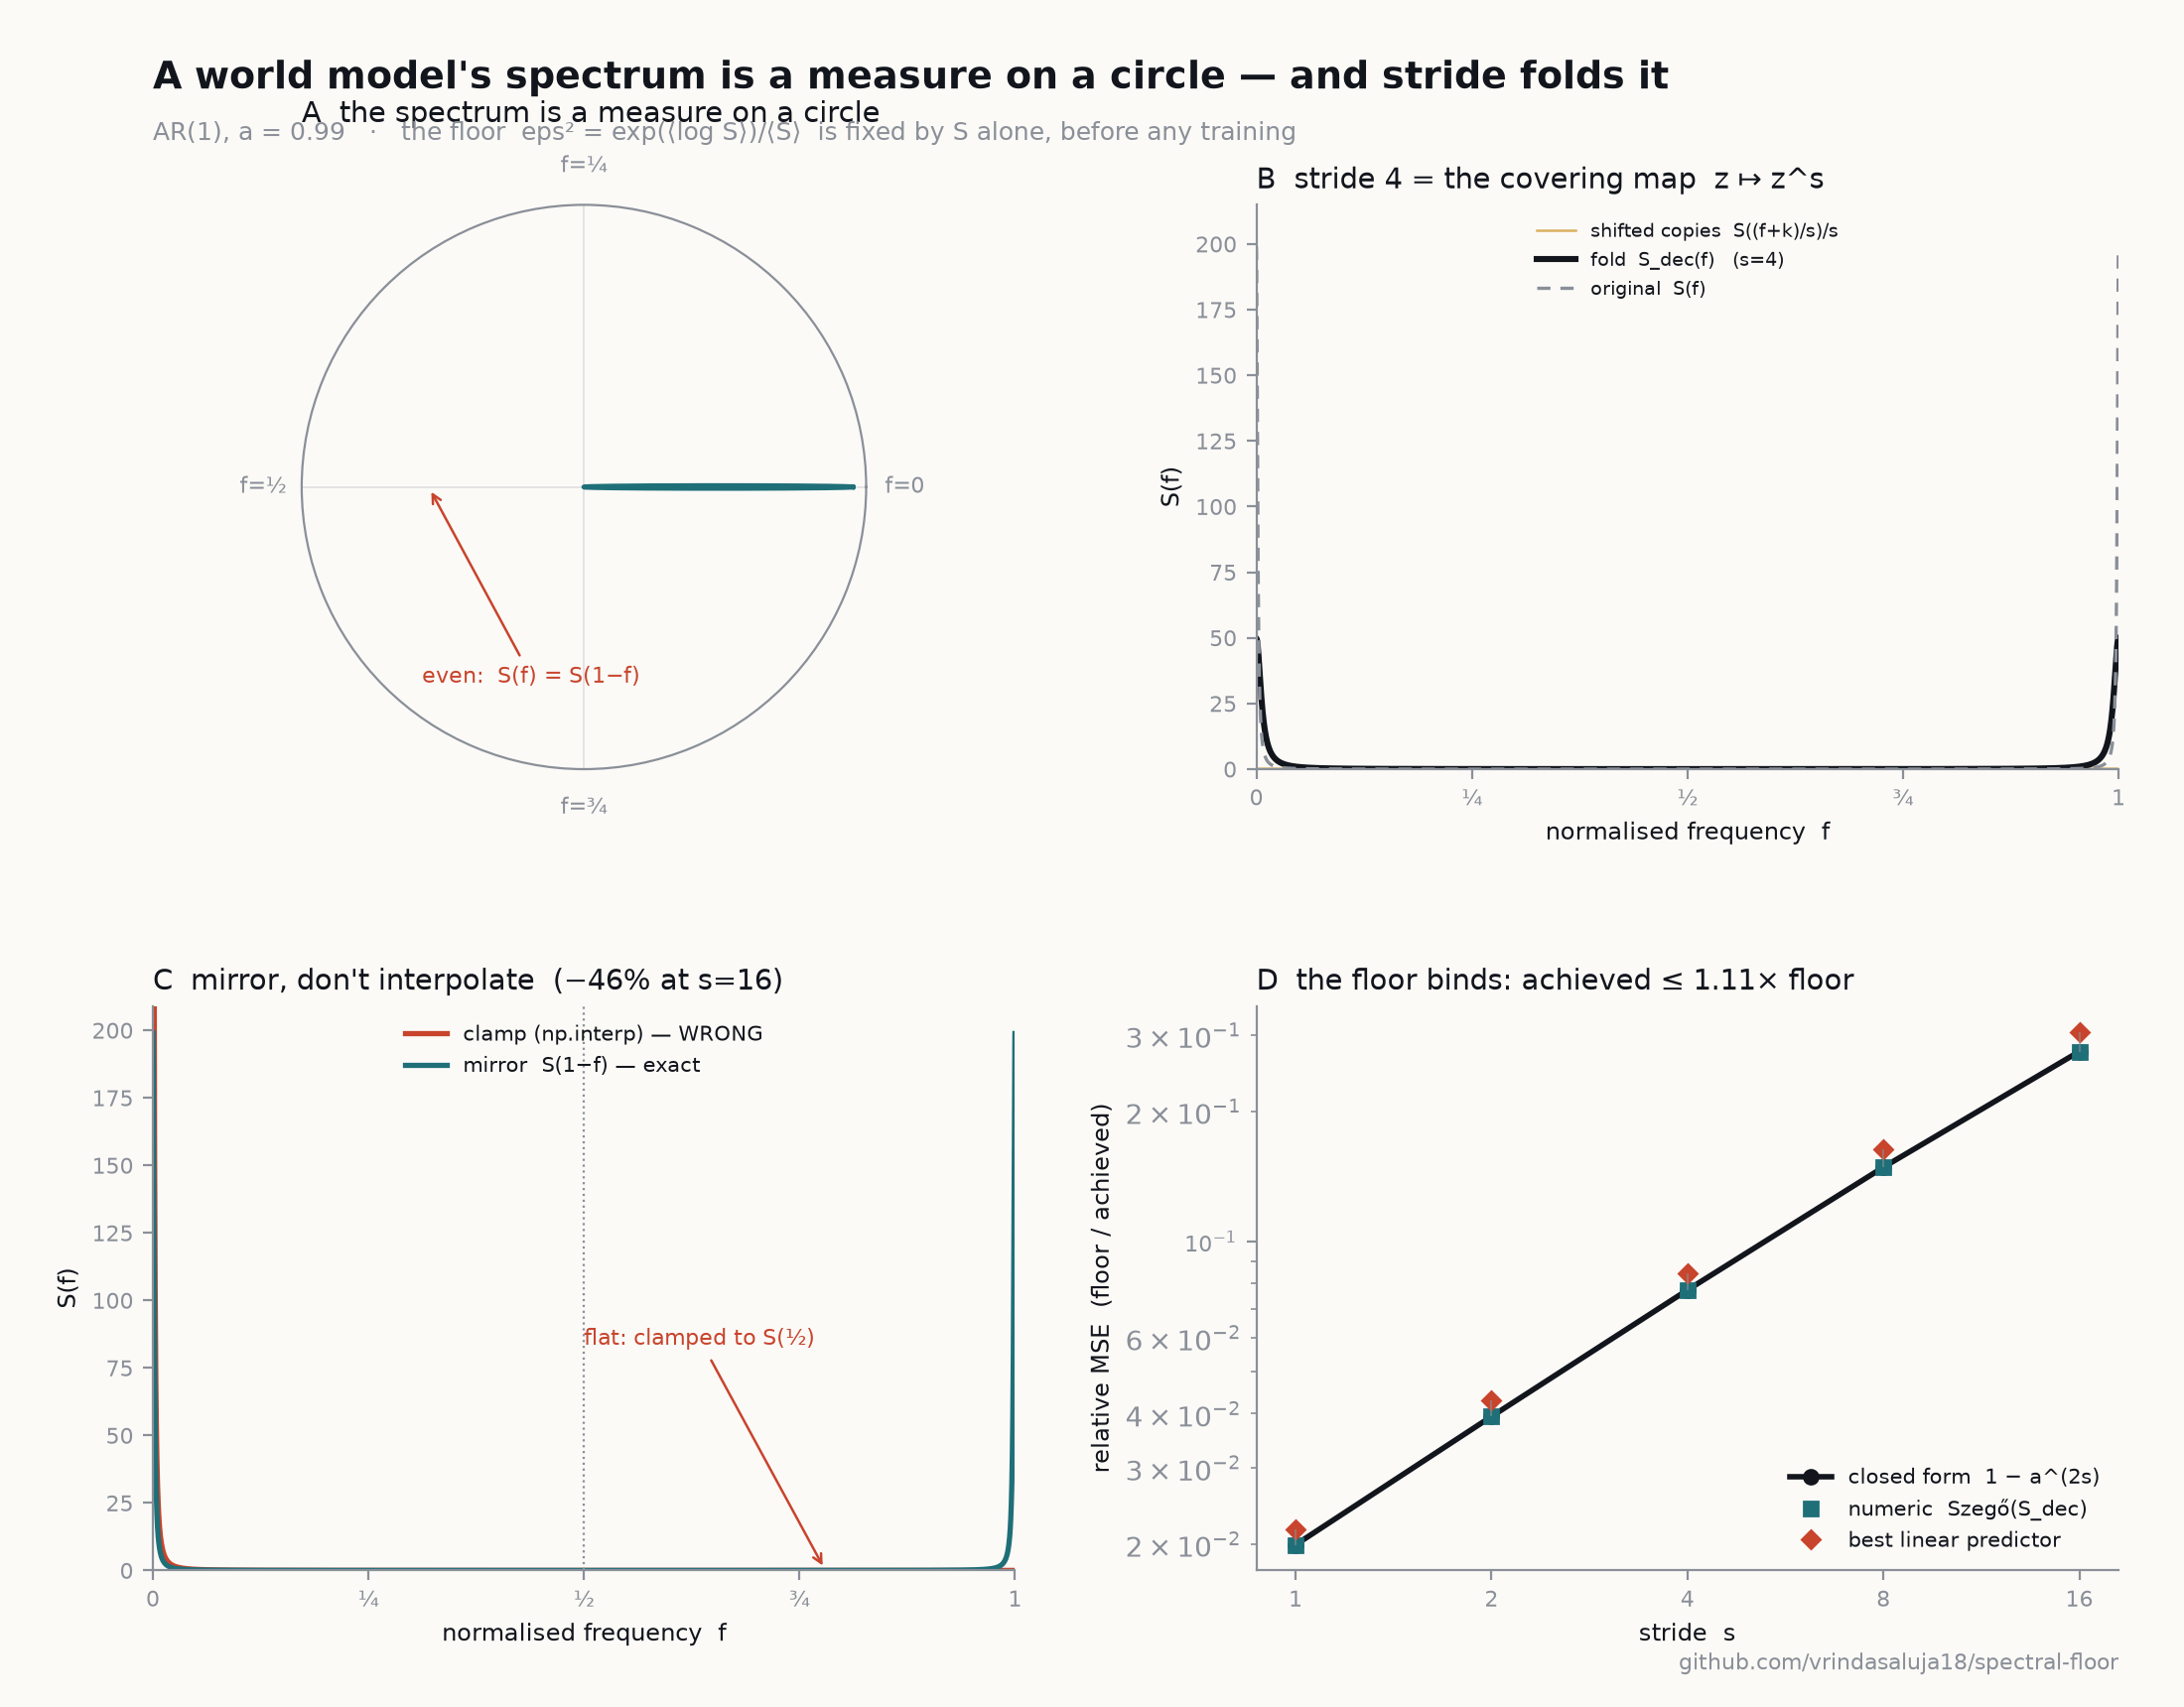 A world model's spectrum is a measure on a circle — and stride folds it
A  the spectrum is a measure on a circle
AR(1), a = 0.99   ·   the floor  eps² = exp(⟨log S⟩)/⟨S⟩  is fixed by S alone, before any training
f=¼
f=½
f=0
even:  S(f) = S(1−f)
f=¾
B  stride 4 = the covering map  z ↦ z^s
shifted copies  S((f+k)/s)/s
fold  S_dec(f)   (s=4)
original  S(f)
200
175
150
125
100
75
50
25
0
S(f)
0
¼
½
¾
1
normalised frequency  f
C  mirror, don't interpolate  (−46% at s=16)
clamp (np.interp) — WRONG
mirror  S(1−f) — exact
200
175
150
125
100
75
50
25
0
S(f)
flat: clamped to S(½)
0
¼
½
¾
1
normalised frequency  f
D  the floor binds: achieved ≤ 1.11× floor
3 × 10⁻¹
2 × 10⁻¹
10⁻¹
6 × 10⁻²
4 × 10⁻²
3 × 10⁻²
2 × 10⁻²
relative MSE  (floor / achieved)
closed form  1 − a^(2s)
numeric  Szegő(S_dec)
best linear predictor
1
2
4
8
16
stride  s
github.com/vrindasaluja18/spectral-floor